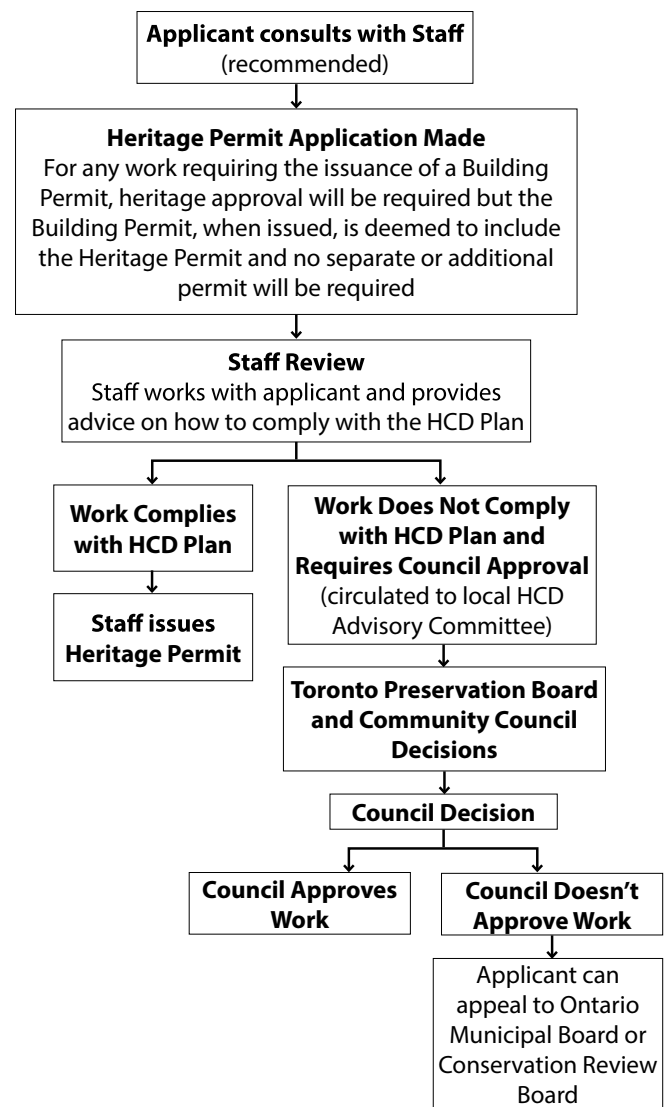 Applicant consults with Staff
(recommended)
Heritage Permit Application Made
For any work requiring the issuance of a Building
Permit, heritage approval will be required but the
Building Permit, when issued, is deemed to include
the Heritage Permit and no separate or additional
permit will be required
Staff Review
Staff works with applicant and provides
advice on how to comply with the HCD Plan
Work Complies
with HCD Plan
Staff issues
Heritage Permit
Work Does Not Comply
with HCD Plan and
Requires Council Approval
(circulated to local HCD
Advisory Committee)
Toronto Preservation Board
and Community Council
Decisions
Council Decision
Council Approves
Work
Council Doesn't
Approve Work
Applicant can
appeal to Ontario
Municipal Board or
Conservation Review
Board